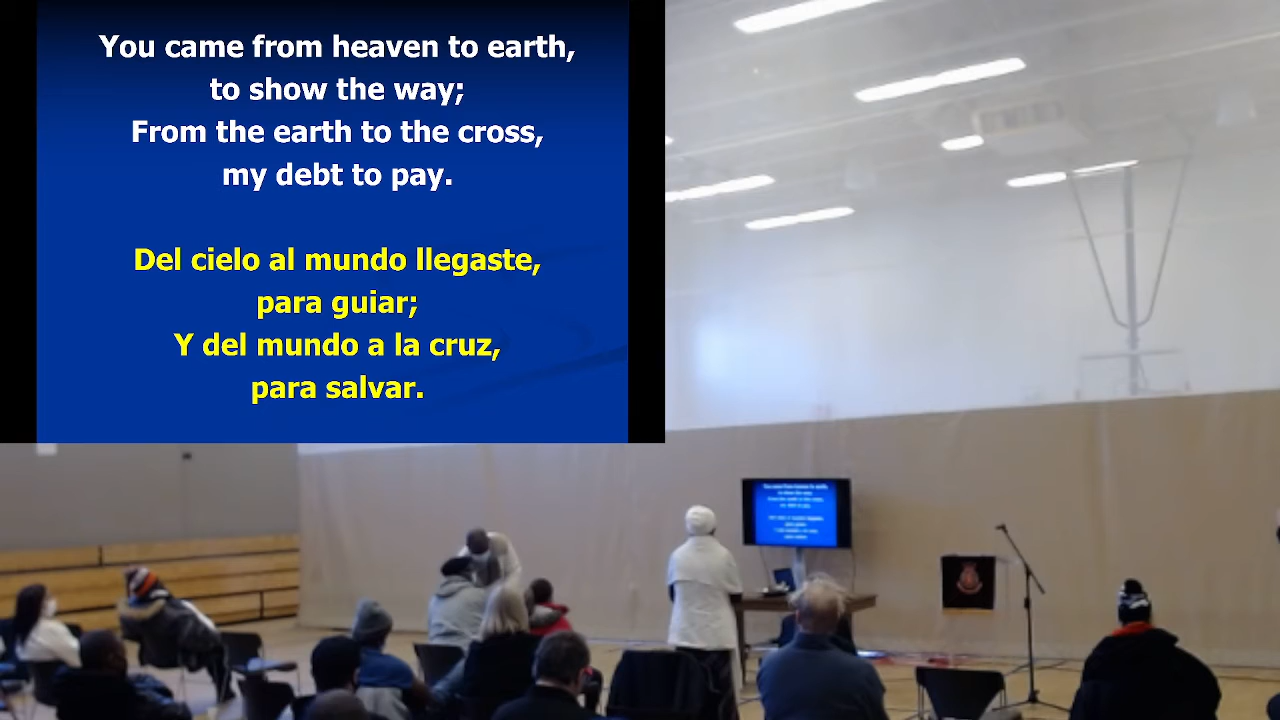 You came from heaven to earth,
to show the way;
From the earth to the cross,
my debt to pay.
Del cielo al mundo llegaste,
para guiar;
Y del mundo a la cruz,
para salvar.